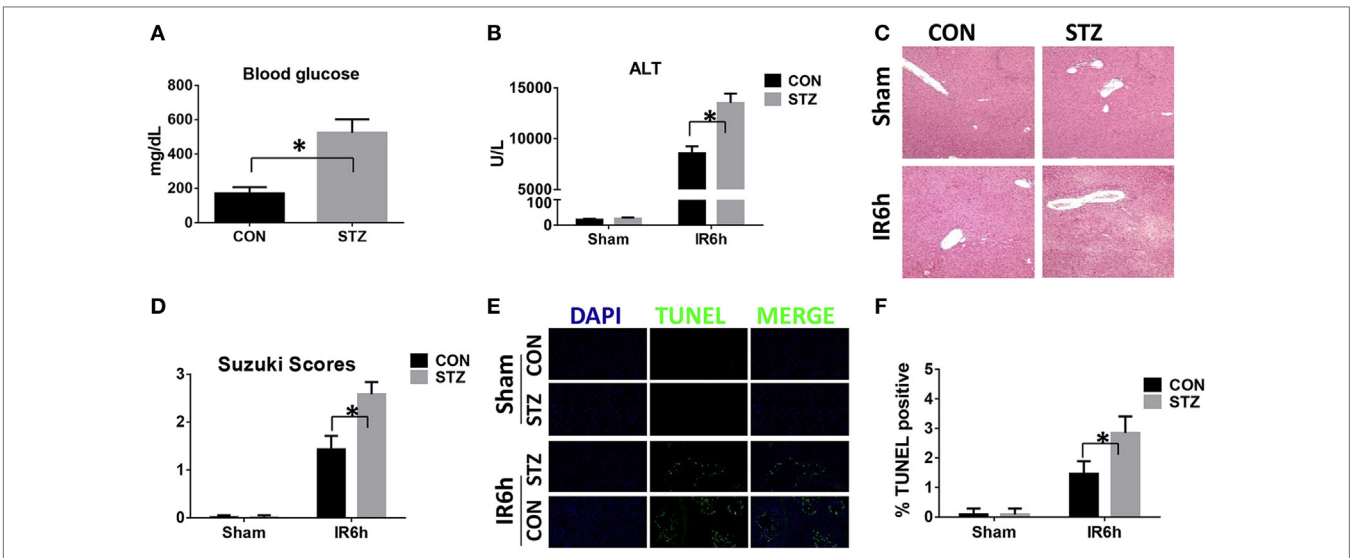 A
Blood glucose
mg/dL
800
600
400
200
0
*
CON
STZ
B
ALT
CON
STZ
U/L
15000
10000
5000
100
0
*
Sham
IR6h
C
CON
STZ
Sham
IR6h
D
Suzuki Scores
CON
STZ
3
2
1
0
*
Sham
IR6h
E
DAPI
TUNEL
MERGE
Sham
CON
STZ
IR6h
STZ
CON
F
% TUNEL positive
5
4
3
2
1
0
*
CON
STZ
Sham
IR6h